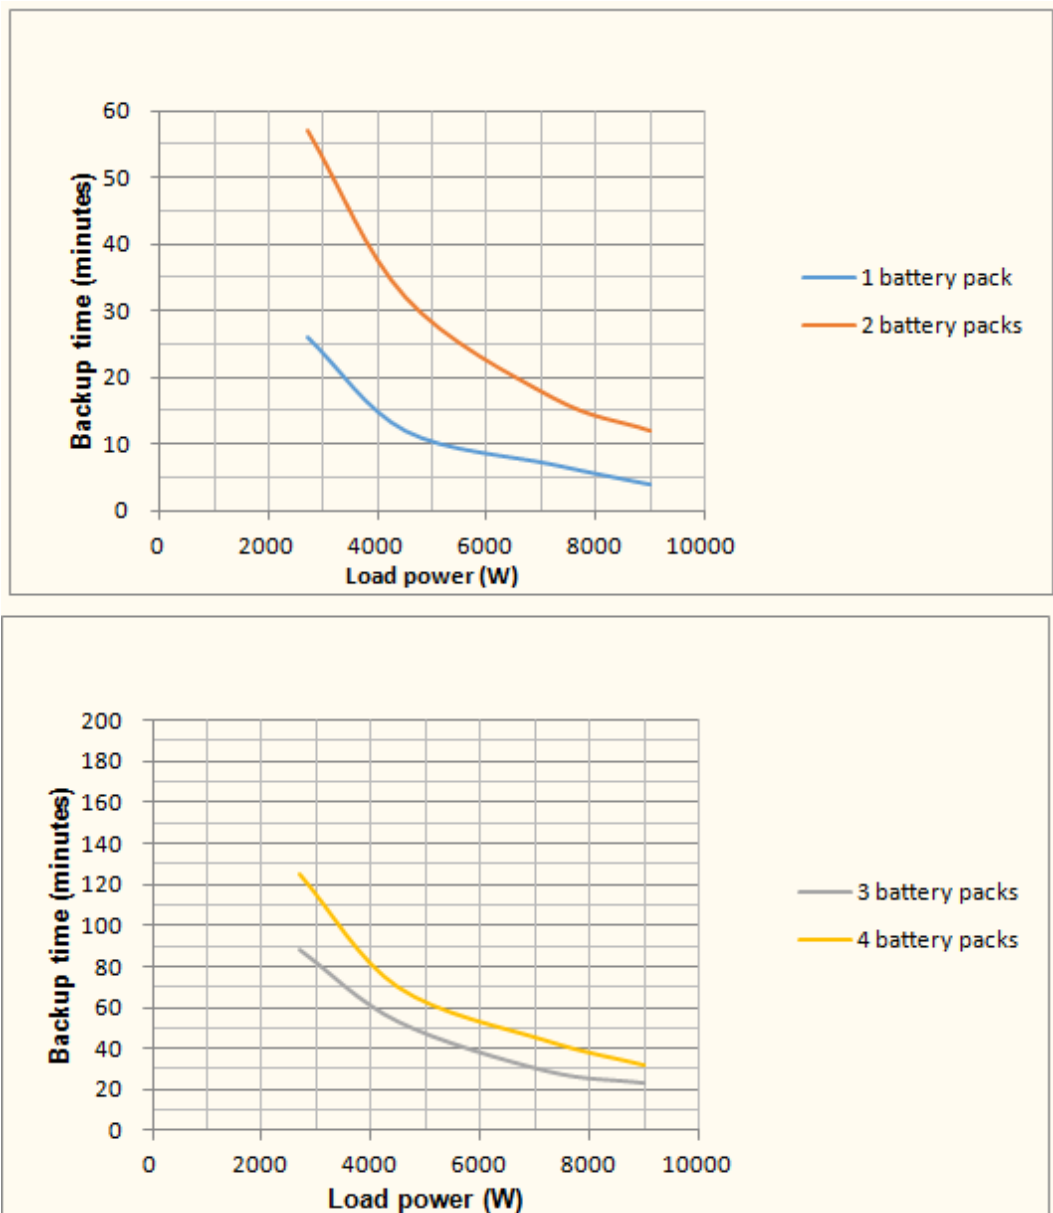 60
50
40
30
20
10
0
Backup time (minutes)
0 2000 4000 6000 8000 10000
Load power (W)
1 battery pack
2 battery packs
200
180
160
140
120
100
80
60
40
20
0
Backup time (minutes)
0 2000 4000 6000 8000 10000
Load power (W)
3 battery packs
4 battery packs